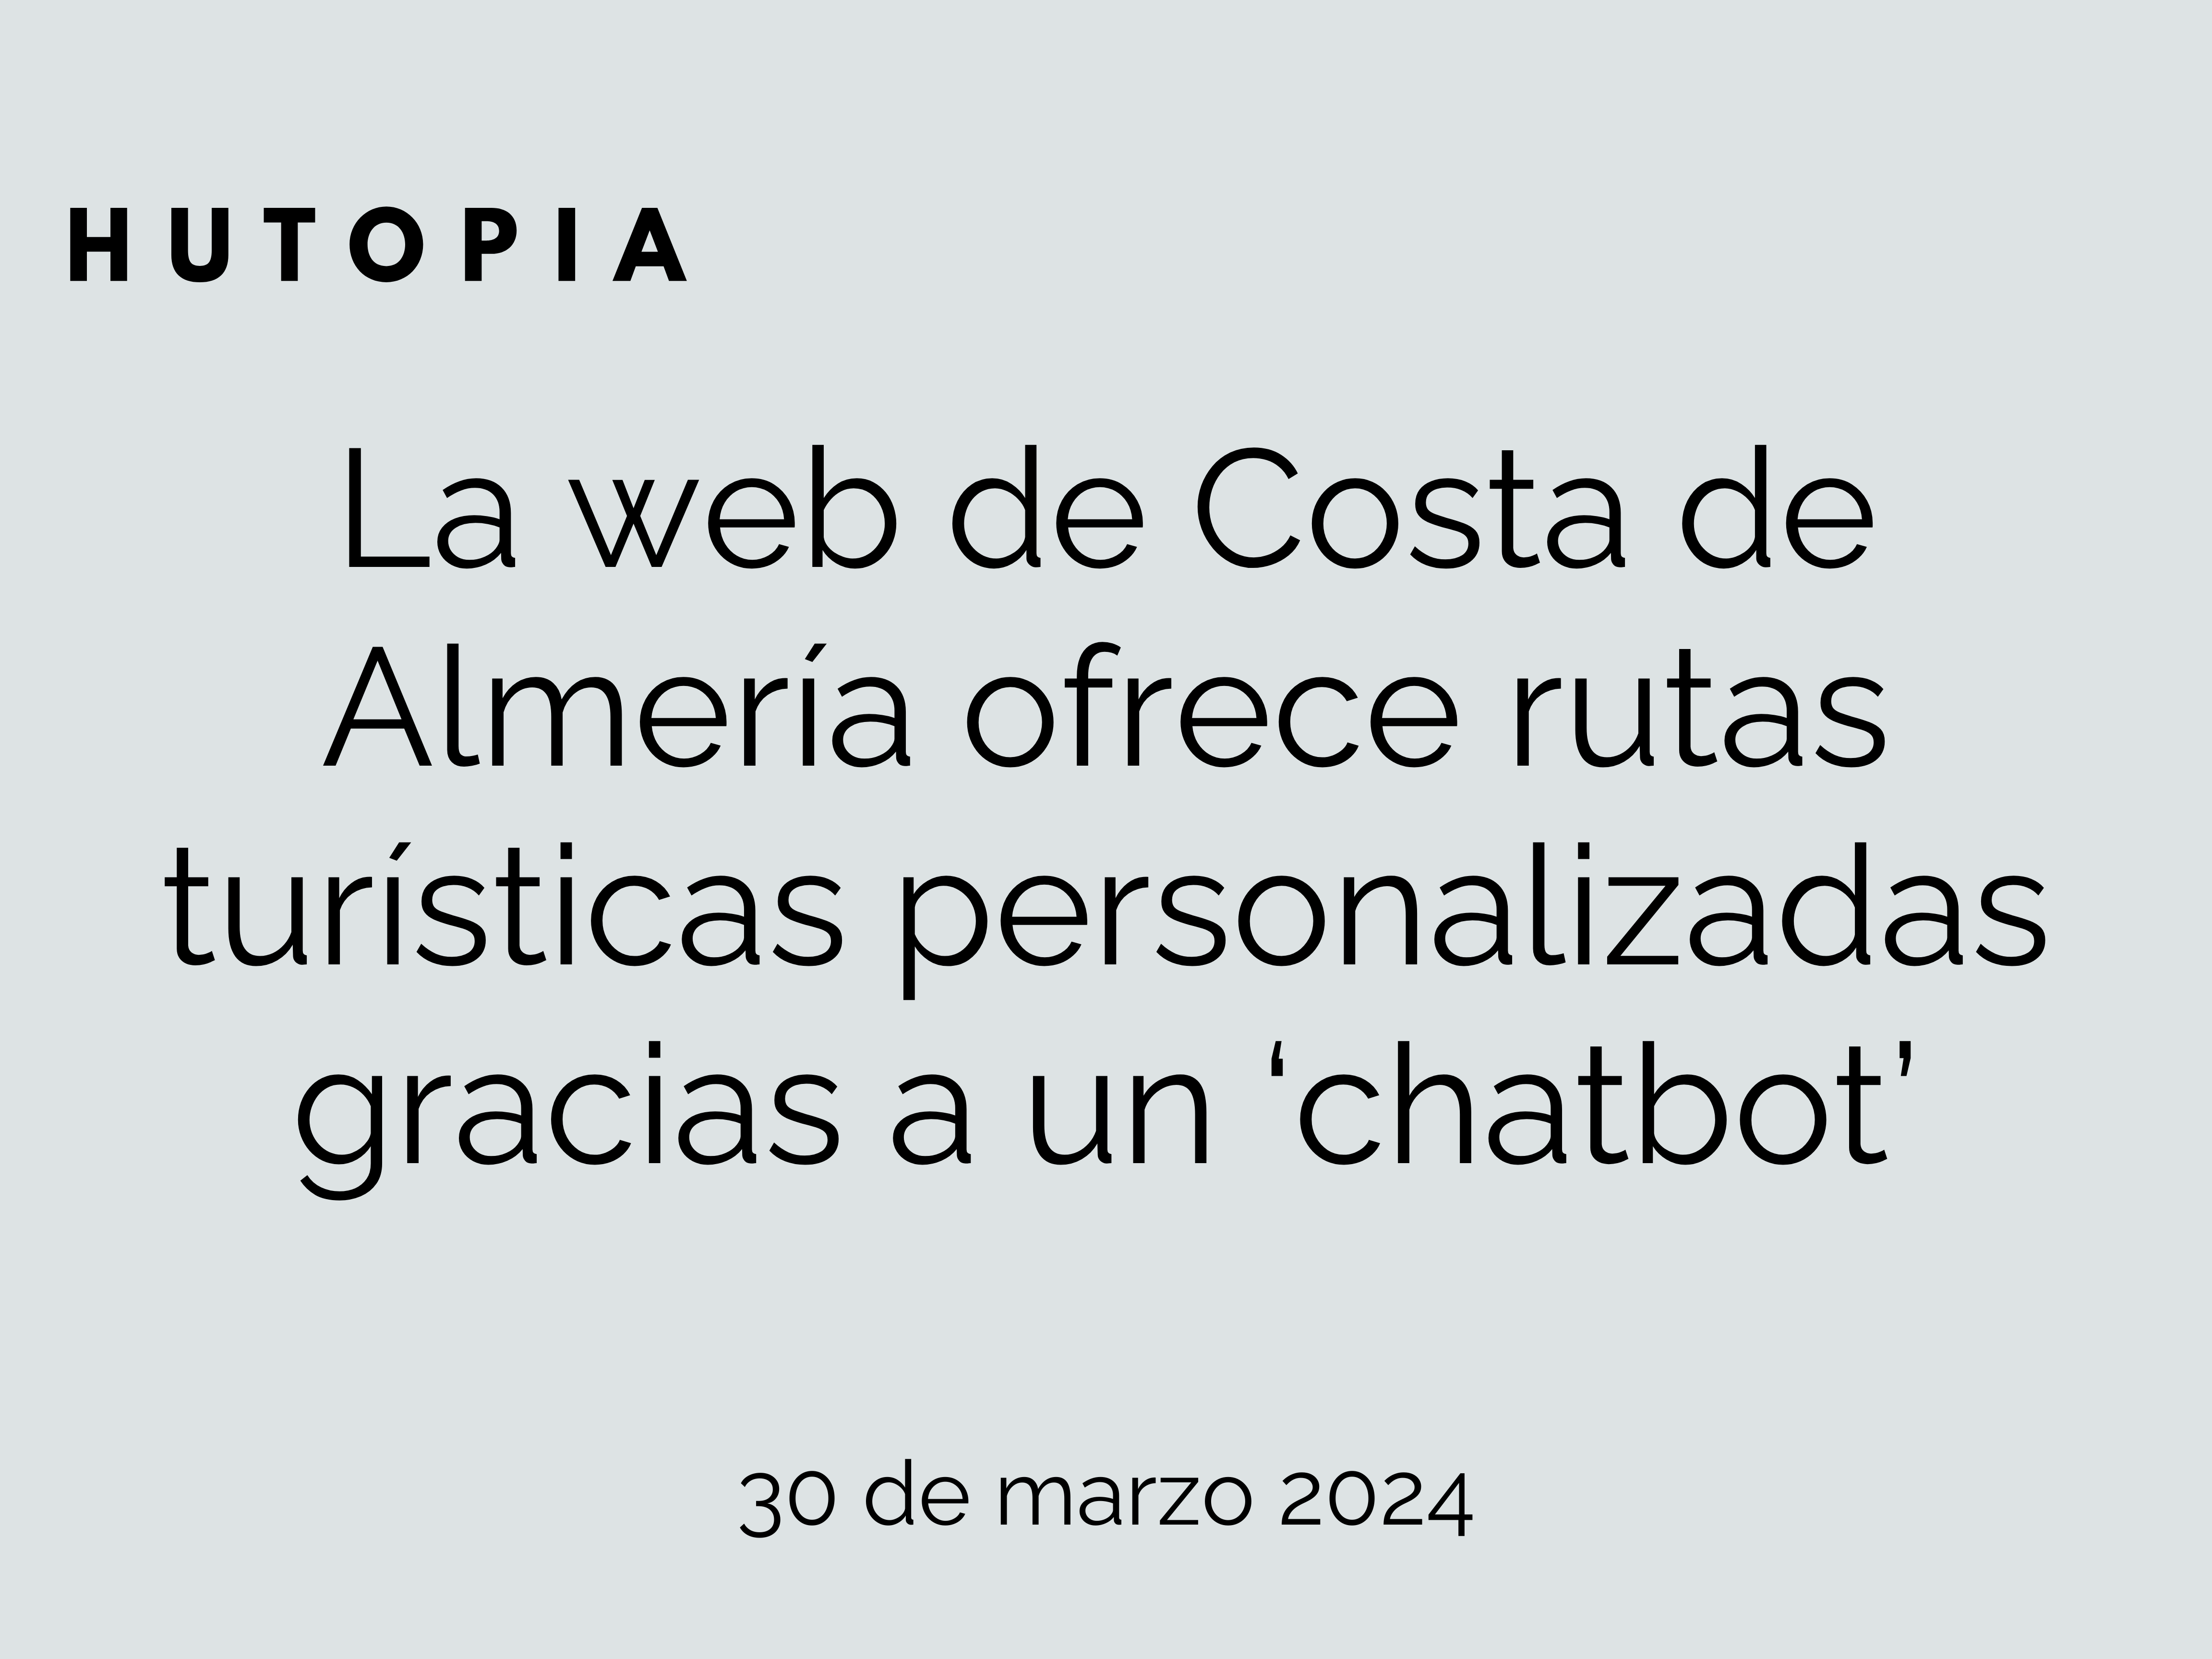 HUTOPIA
La web de Costa de
Almería ofrece rutas
turísticas personalizadas
gracias a un ‘chatbot’
30 de marzo 2024